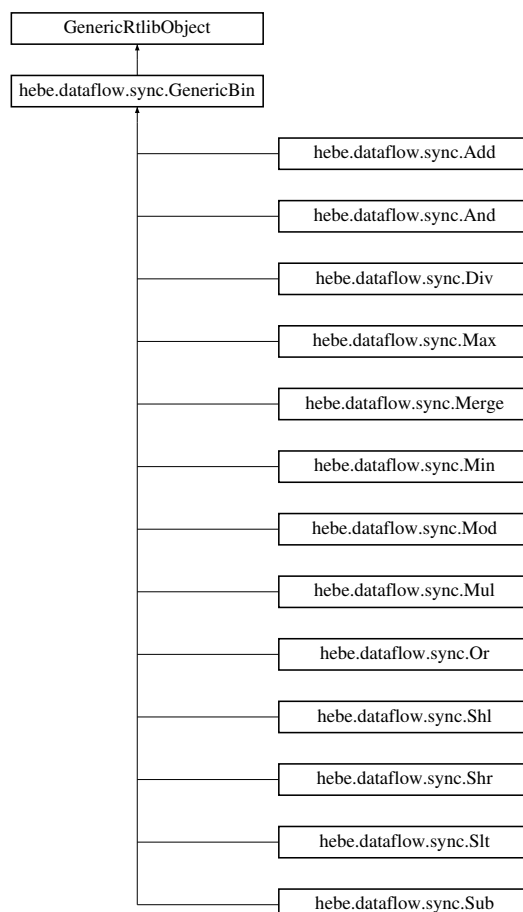 GenericRtlibObject
hebe.dataflow.sync.GenericBin
hebe.dataflow.sync.Add
hebe.dataflow.sync.And
hebe.dataflow.sync.Div
hebe.dataflow.sync.Max
hebe.dataflow.sync.Merge
hebe.dataflow.sync.Min
hebe.dataflow.sync.Mod
hebe.dataflow.sync.Mul
hebe.dataflow.sync.Or
hebe.dataflow.sync.Shl
hebe.dataflow.sync.Shr
hebe.dataflow.sync.Slt
hebe.dataflow.sync.Sub